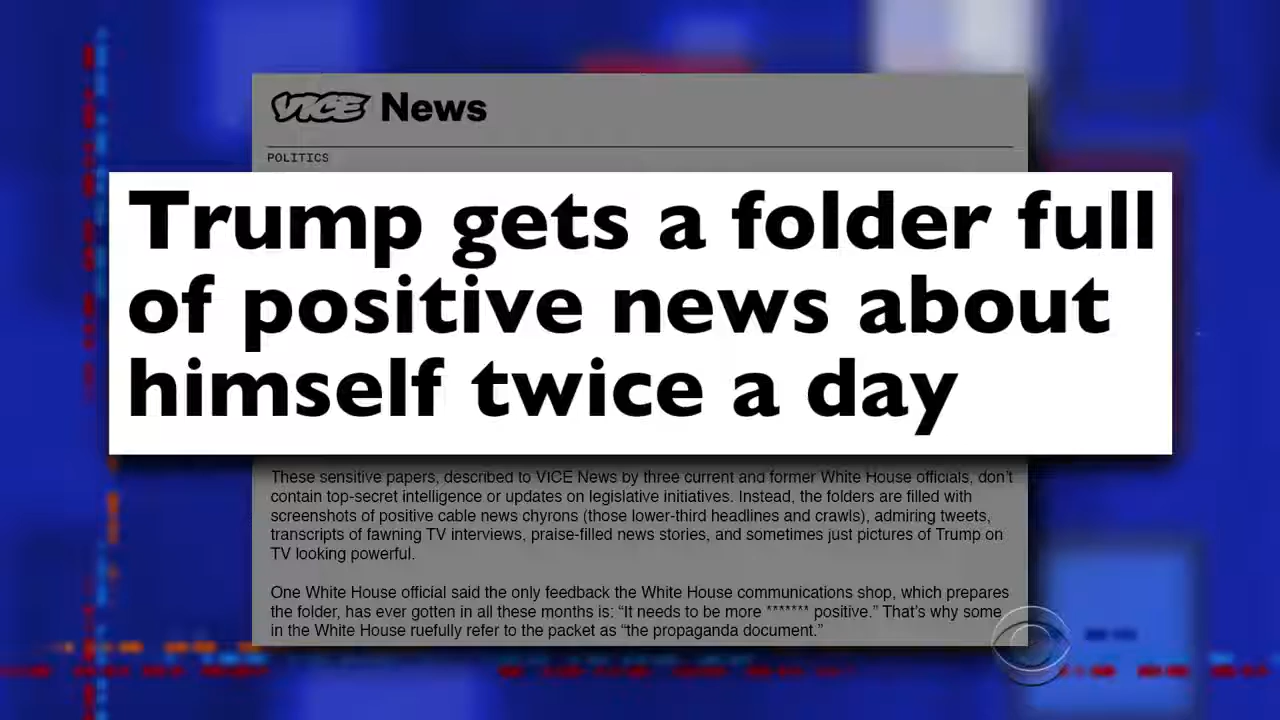 VICE News
POLITICS
Trump gets a folder full
of positive news about
himself twice a day
These sensitive papers, described to VICE News by three current and former White House officials, don't
contain top-secret intelligence or updates on legislative initiatives. Instead, the folders are filled with
screenshots of positive cable news chyrons (those lower-third headlines and crawls), admiring tweets,
transcripts of fawning TV interviews, praise-filled news stories, and sometimes just pictures of Trump on
TV looking powerful.
One White House official said the only feedback the White House communications shop, which prepares
the folder, has ever gotten in all these months is: “It needs to be more ******* positive.” That’s why some
in the White House ruefully refer to the packet as “the propaganda document.”